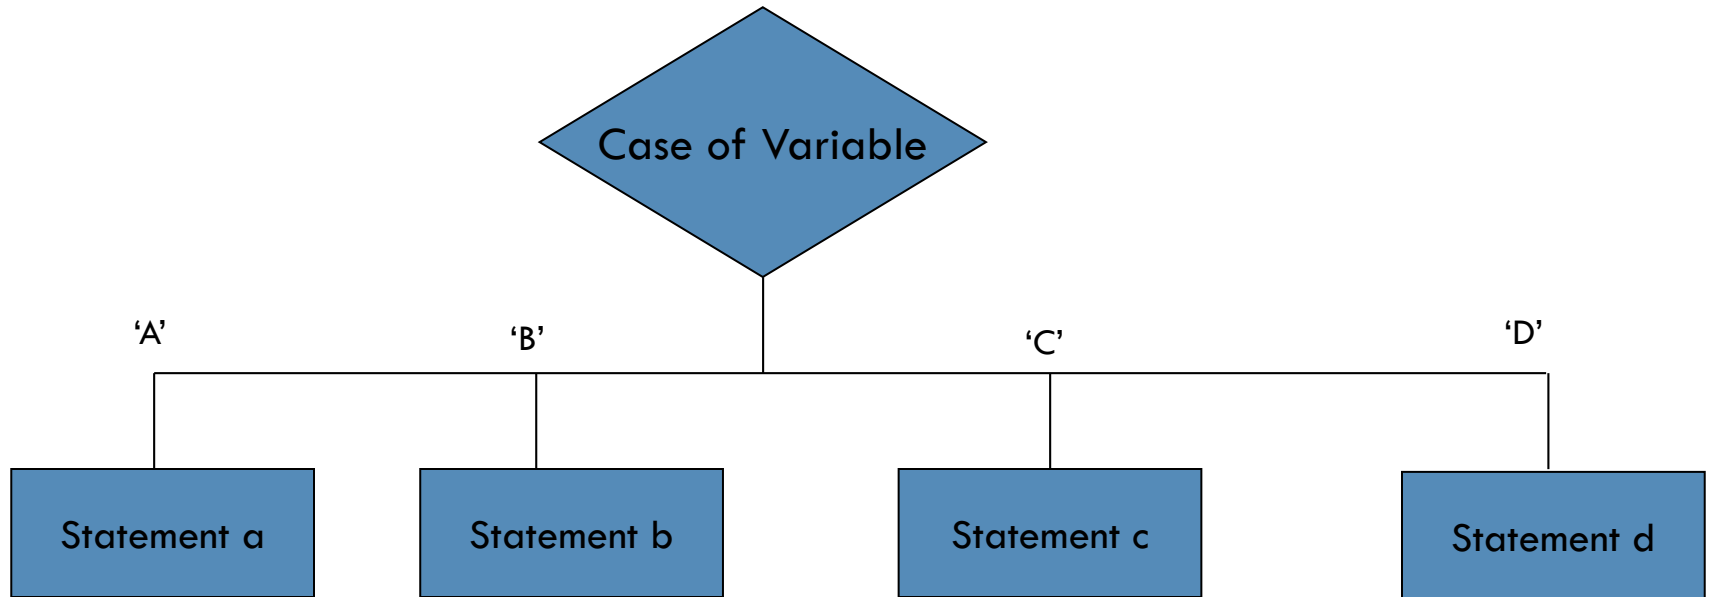 Case of Variable
‘A’
‘B’
‘C’
‘D’
Statement a
Statement b
Statement c
Statement d